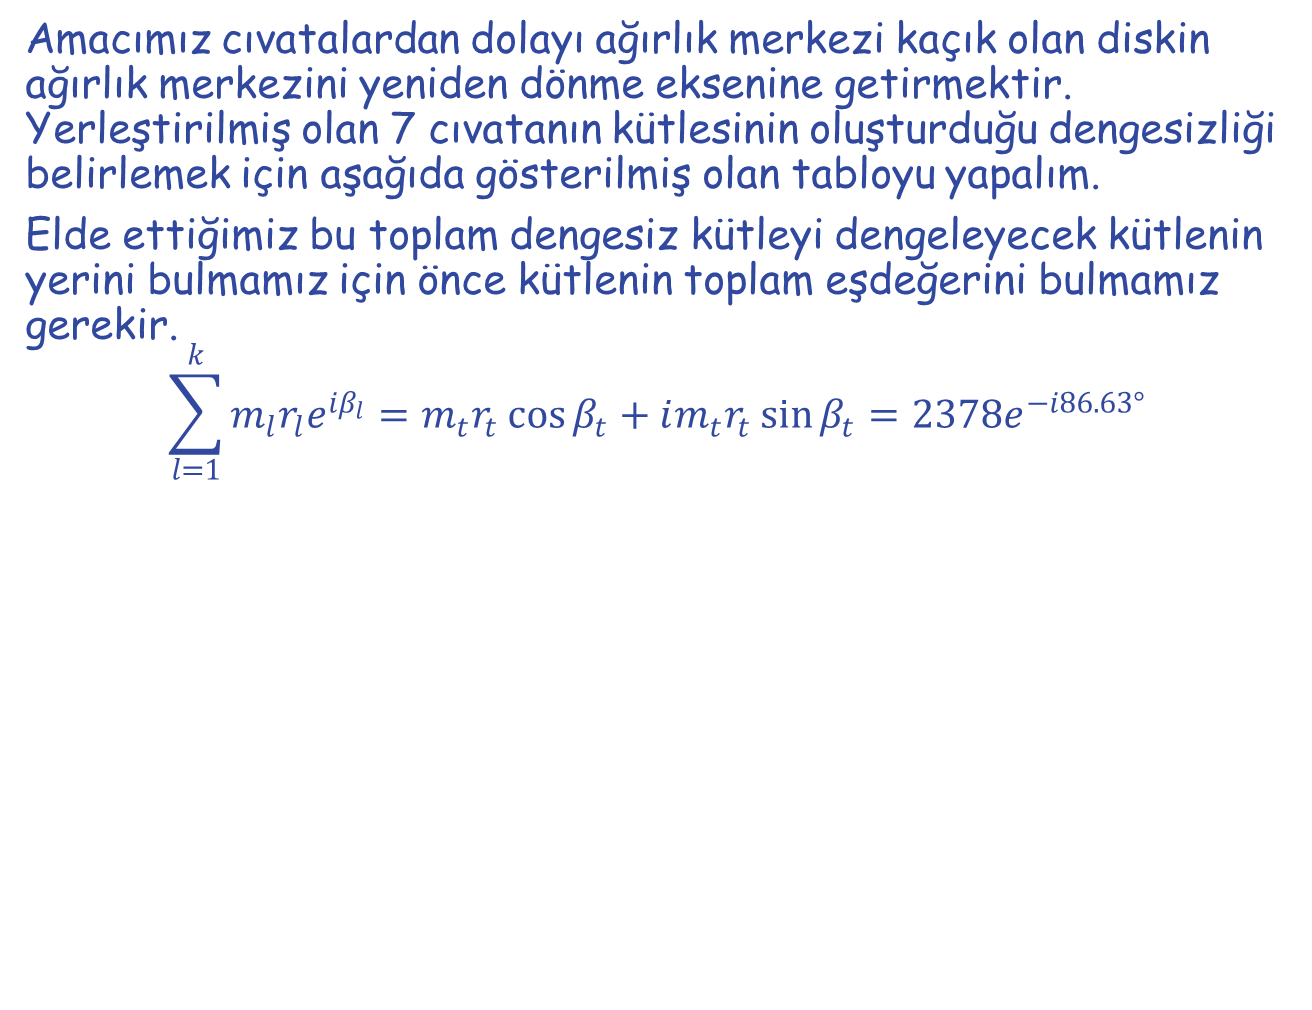 Amacımız cıvatalardan dolayı ağırlık merkezi kaçık olan diskin
ağırlık merkezini yeniden dönme eksenine getirmektir.
Yerleştirilmiş olan 7 cıvatanın kütlesinin oluşturduğu dengesizliği
belirlemek için aşağıda gösterilmiş olan tabloyu yapalım.
Elde ettiğimiz bu toplam dengesiz kütleyi dengeleyecek kütlenin
yerini bulmamız için önce kütlenin toplam eşdeğerini bulmamız
gerekir.
\sum_{l=1}^{k} m_l r_l e^{iβ_l} = m_t r_t cos β_t + i m_t r_t sin β_t = 2378e^{-i86.63°}